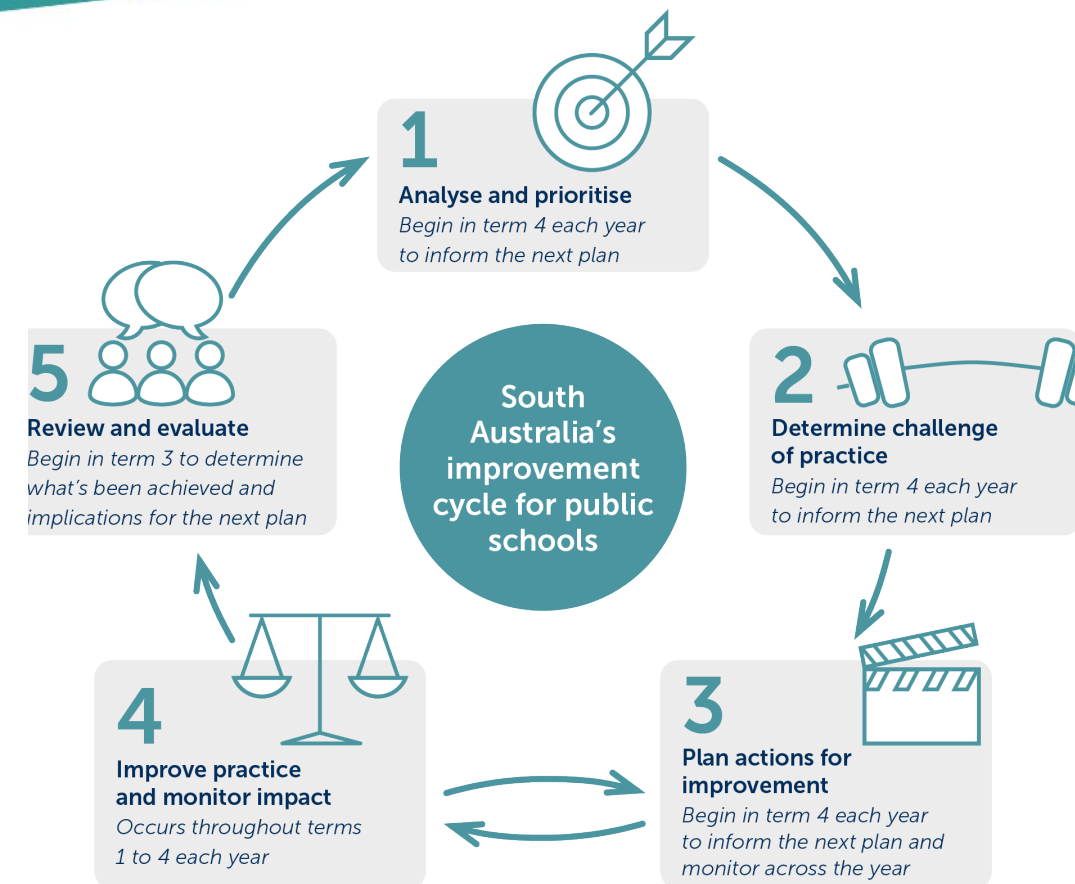 1
Analyse and prioritise
Begin in term 4 each year
to inform the next plan
2
Determine challenge
of practice
Begin in term 4 each year
to inform the next plan
3
Plan actions for
improvement
Begin in term 4 each year
to inform the next plan and
monitor across the year
4
Improve practice
and monitor impact
Occurs throughout terms
1 to 4 each year
5
Review and evaluate
Begin in term 3 to determine
what’s been achieved and
implications for the next plan
South
Australia’s
improvement
cycle for public
schools